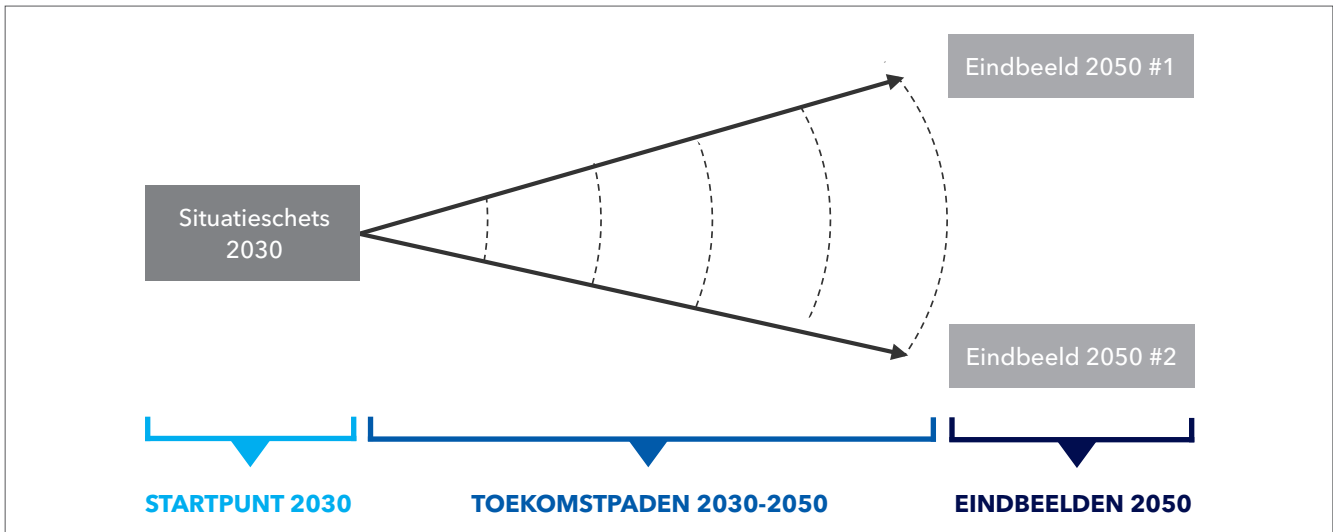 Eindbeeld 2050 #1
Situatieschets
2030
Eindbeeld 2050 #2
STARTPUNT 2030
TOEKOMSTPADEN 2030-2050
EINDBEELDEN 2050